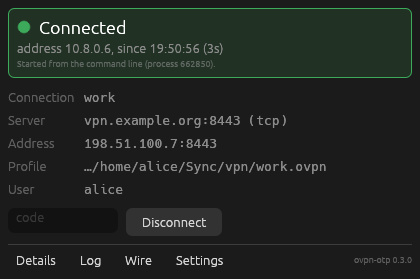 Connected
address 10.8.0.6, since 19:50:56 (3s)
Started from the command line (process 662850).
Connection work
Server vpn.example.org:8443 (tcp)
Address 198.51.100.7:8443
Profile …/home/alice/Sync/vpn/work.ovpn
User alice
code Disconnect
Details Log Wire Settings ovpn-otp 0.3.0